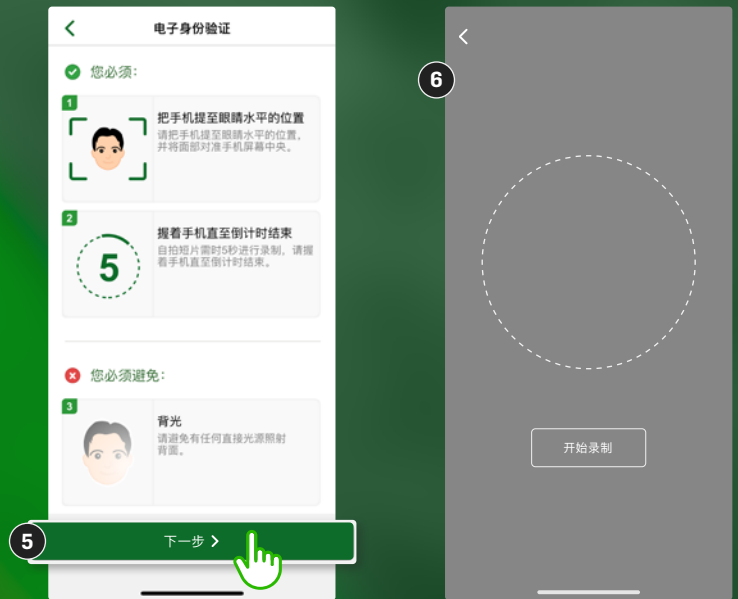 电子身份验证
您必须：
1
把手机提至眼睛水平的位置
请把手机提至眼睛水平的位置，
并将面部对准手机屏幕中央。
2
5
握着手机直至倒计时结束
自拍短片需时5秒进行录制，请握
着手机直至倒计时结束。
您必须避免：
3
背光
请避免有任何直接光源照射
背面。
5
下一步
6
开始录制